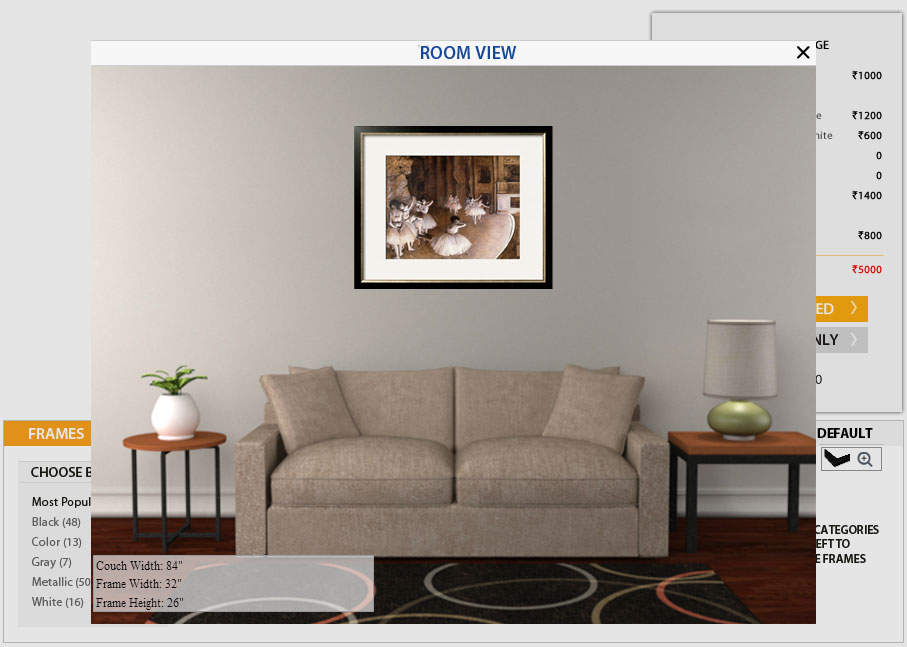 ROOM VIEW
GE
₹1000
₹1200
₹600
0
0
₹1400
₹800
₹5000
ED
NLY
0
FRAMES
CHOOSE B
Most Popul
Black (48)
Color (13)
Gray (7)
Metallic (50
White (16)
DEFAULT
CATEGORIES
EFT TO
E FRAMES
Couch Width: 84"
Frame Width: 32"
Frame Height: 26"